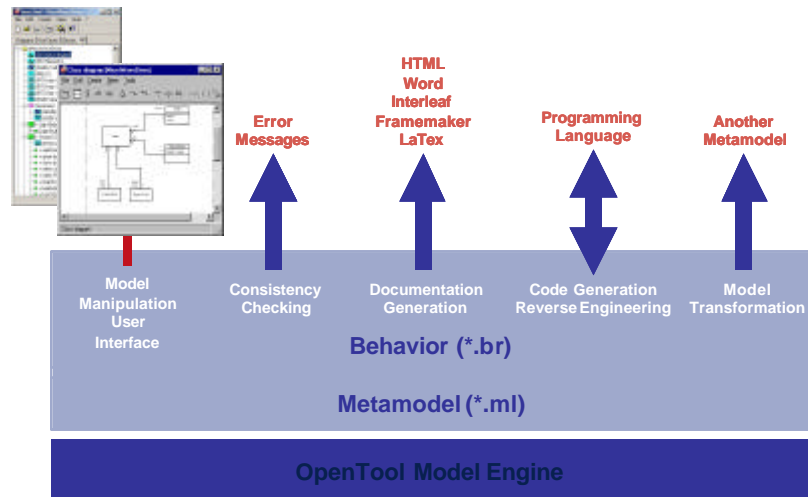 HTML
Word
Interleaf
Framemaker
LaTex
Error
Messages
Programming
Language
Another
Metamodel
Model
Manipulation
User
Interface
Consistency
Checking
Documentation
Generation
Code Generation
Reverse Engineering
Model
Transformation
Behavior (*.br)
Metamodel (*.ml)
OpenTool Model Engine